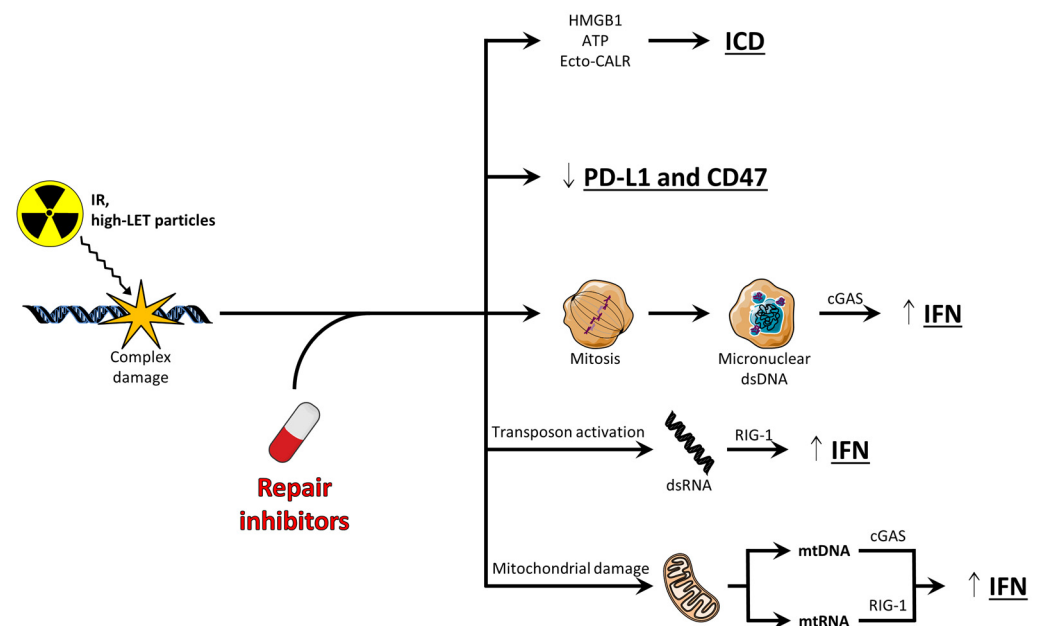 HMGB1
ATP
Ecto-CALR
ICD
↓ PD-L1 and CD47
IR,
high-LET particles
Complex
damage
Mitosis
Micronuclear
dsDNA
cGAS
↑ IFN
Repair
inhibitors
Transposon activation
dsRNA
RIG-1
↑ IFN
Mitochondrial damage
mtDNA
cGAS
mtRNA
RIG-1
↑ IFN